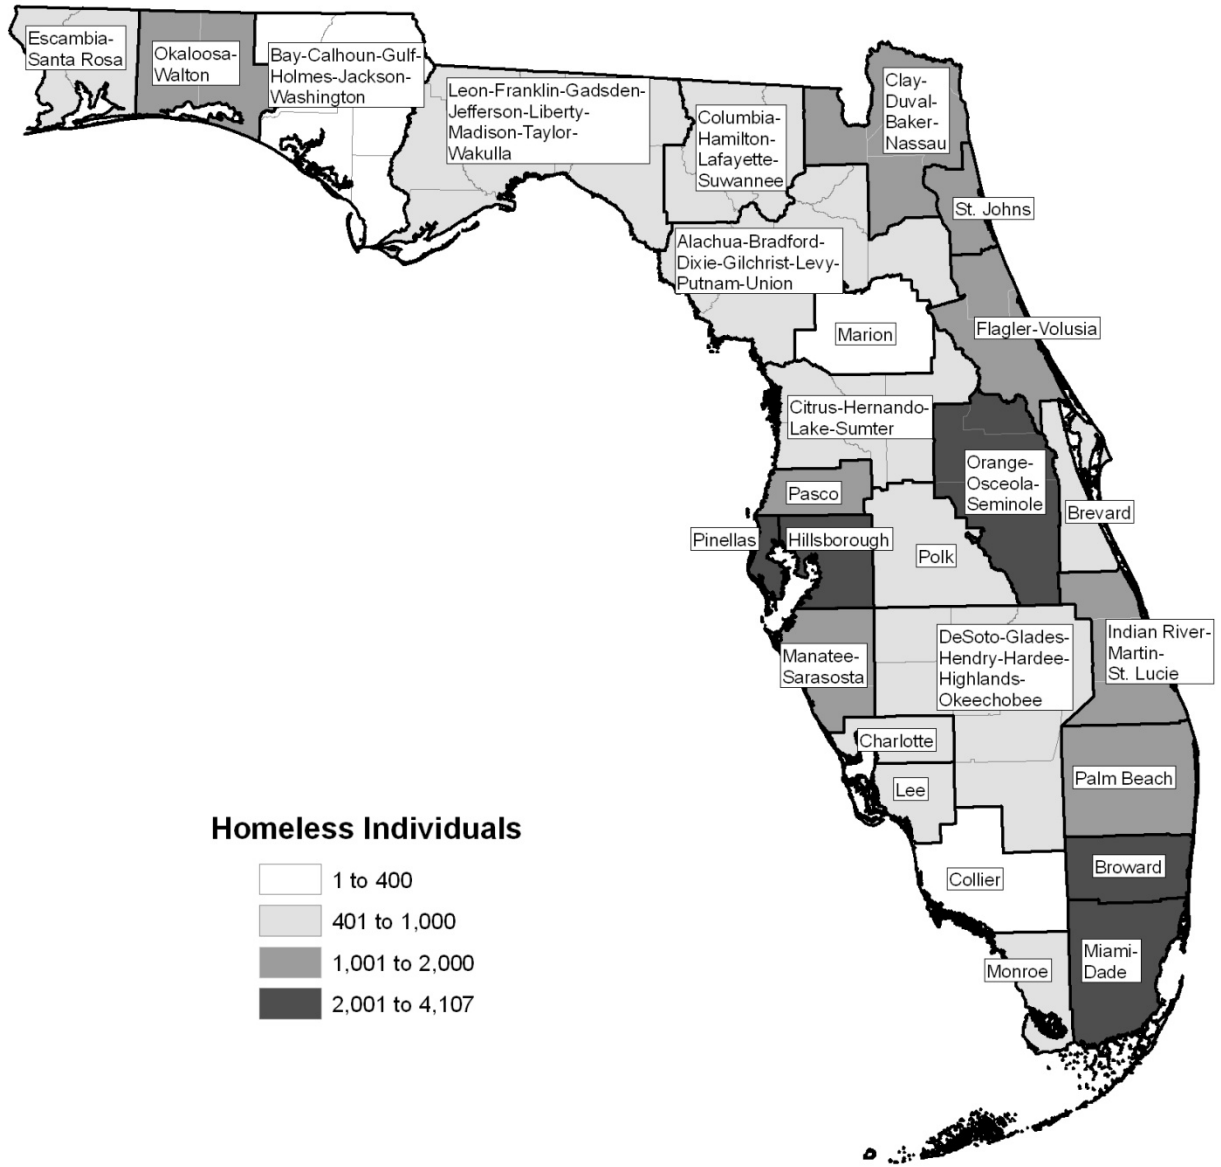 Escambia-
Santa Rosa
Okaloosa-
Walton
Bay-Calhoun-Gulf-
Holmes-Jackson-
Washington
Leon-Franklin-Gadsden-
Jefferson-Liberty-
Madison-Taylor-
Wakulla
Columbia-
Hamilton-
Lafayette-
Suwannee
Clay-
Duval-
Baker-
Nassau
St. Johns
Alachua-Bradford-
Dixie-Gilchrist-Levy-
Putnam-Union
Marion
Flagler-Volusia
Citrus-Hernando-
Lake-Sumter
Orange-
Osceola-
Seminole
Pasco
Brevard
Pinellas
Hillsborough
Polk
Manatee-
Sarasosta
DeSoto-Glades-
Hendry-Hardee-
Highlands-
Okeechobee
Indian River-
Martin-
St. Lucie
Charlotte
Lee
Palm Beach
Collier
Broward
Monroe
Miami-
Dade
Homeless Individuals
1 to 400
401 to 1,000
1,001 to 2,000
2,001 to 4,107